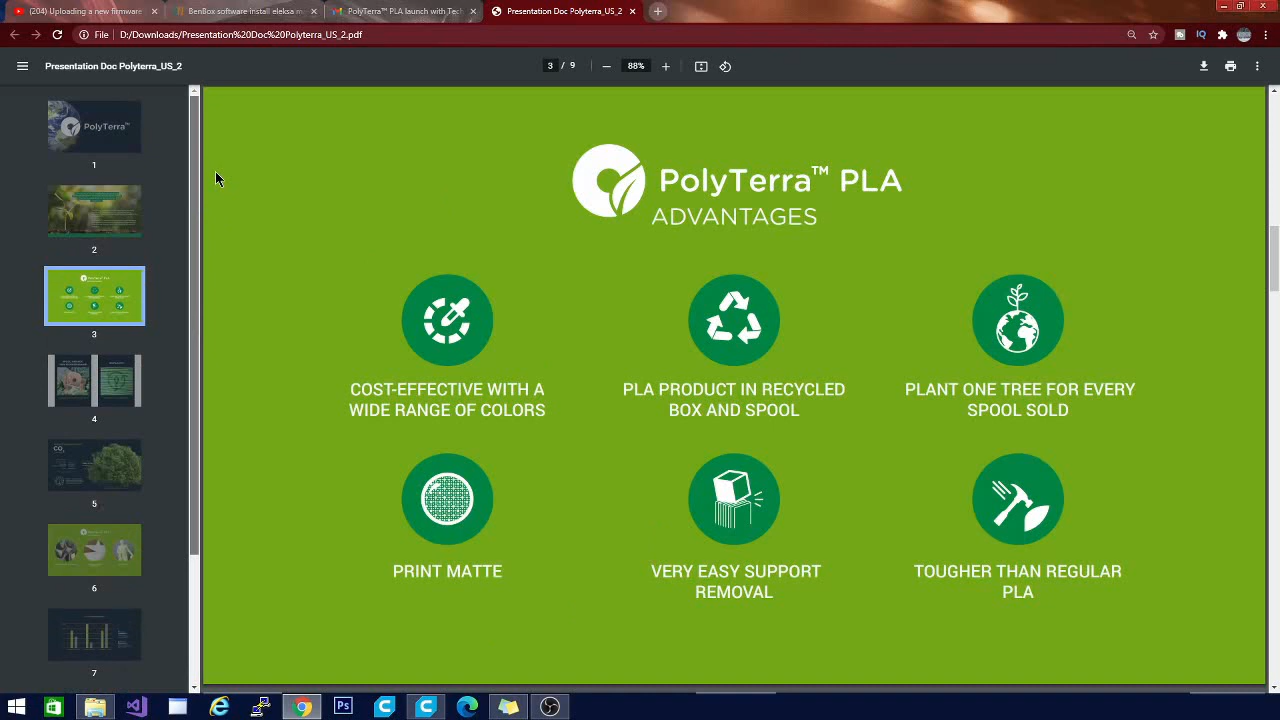 (204) Uploading a new firmware
BenBox software install eleksa m
PolyTerra™ PLA launch with Tech
Presentation Doc Polyterra_US_2
File
D:/Downloads/Presentation%20Doc%20Polyterra_US_2.pdf
IQ
Presentation Doc Polyterra_US_2
3 / 9
88%
PolyTerra™
1
2
3
4
CO
5
6
7
PolyTerra™ PLA
ADVANTAGES
COST-EFFECTIVE WITH A
WIDE RANGE OF COLORS
PLA PRODUCT IN RECYCLED
BOX AND SPOOL
PLANT ONE TREE FOR EVERY
SPOOL SOLD
PRINT MATTE
VERY EASY SUPPORT
REMOVAL
TOUGHER THAN REGULAR
PLA
Ps